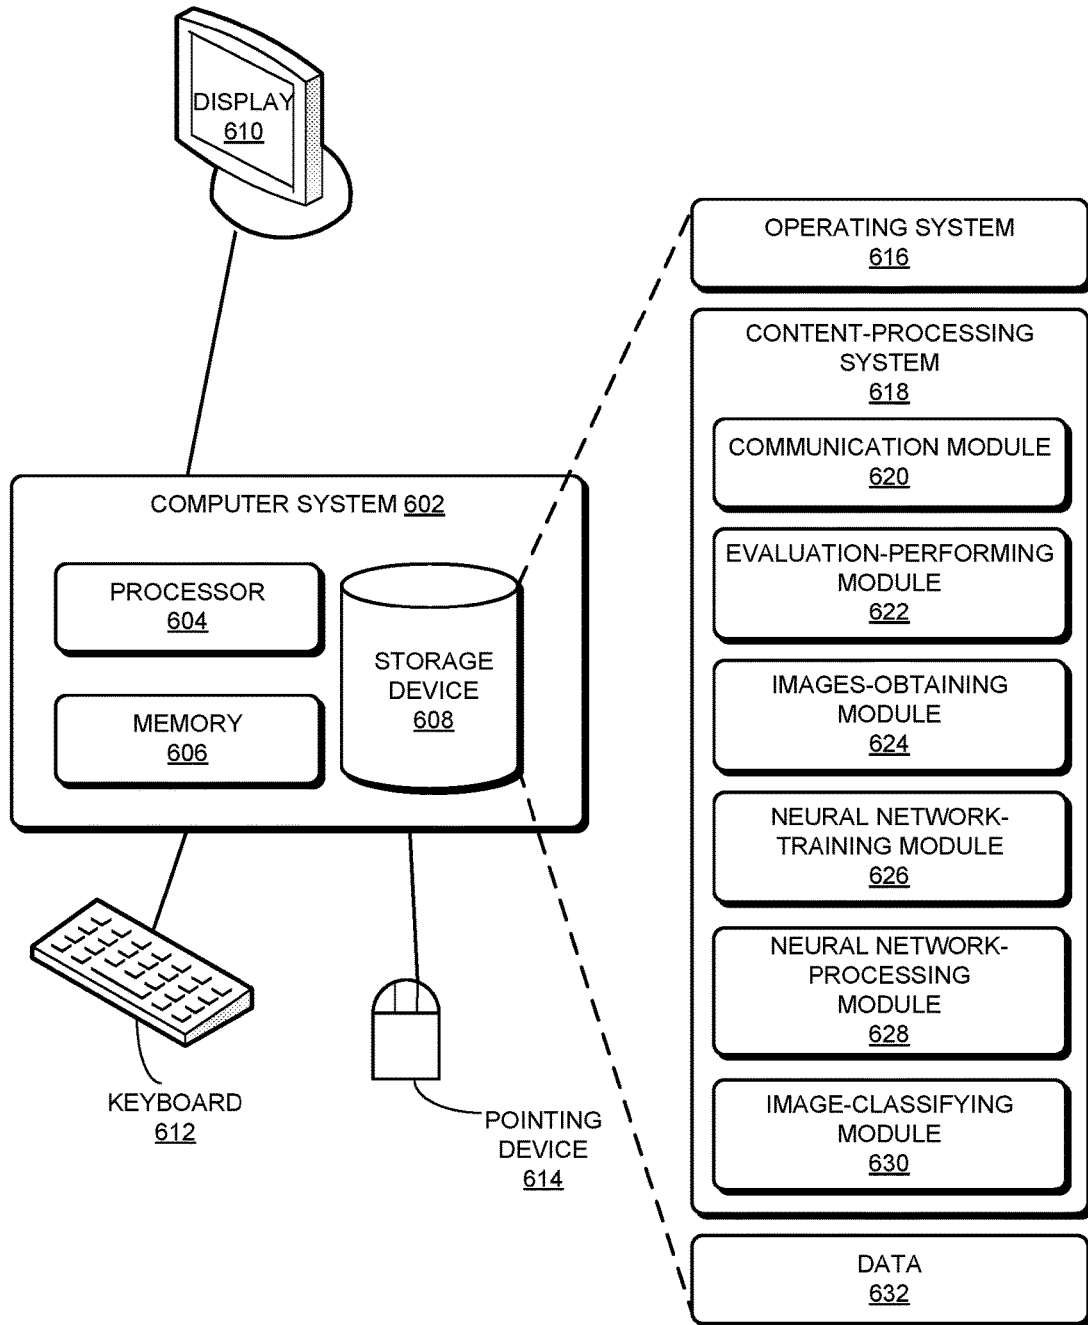 DISPLAY
610
COMPUTER SYSTEM 602
PROCESSOR
604
MEMORY
606
STORAGE
DEVICE
608
KEYBOARD
612
POINTING
DEVICE
614
OPERATING SYSTEM
616
CONTENT-PROCESSING
SYSTEM
618
COMMUNICATION MODULE
620
EVALUATION-PERFORMING
MODULE
622
IMAGES-OBTAINING
MODULE
624
NEURAL NETWORK-
TRAINING MODULE
626
NEURAL NETWORK-
PROCESSING
MODULE
628
IMAGE-CLASSIFYING
MODULE
630
DATA
632